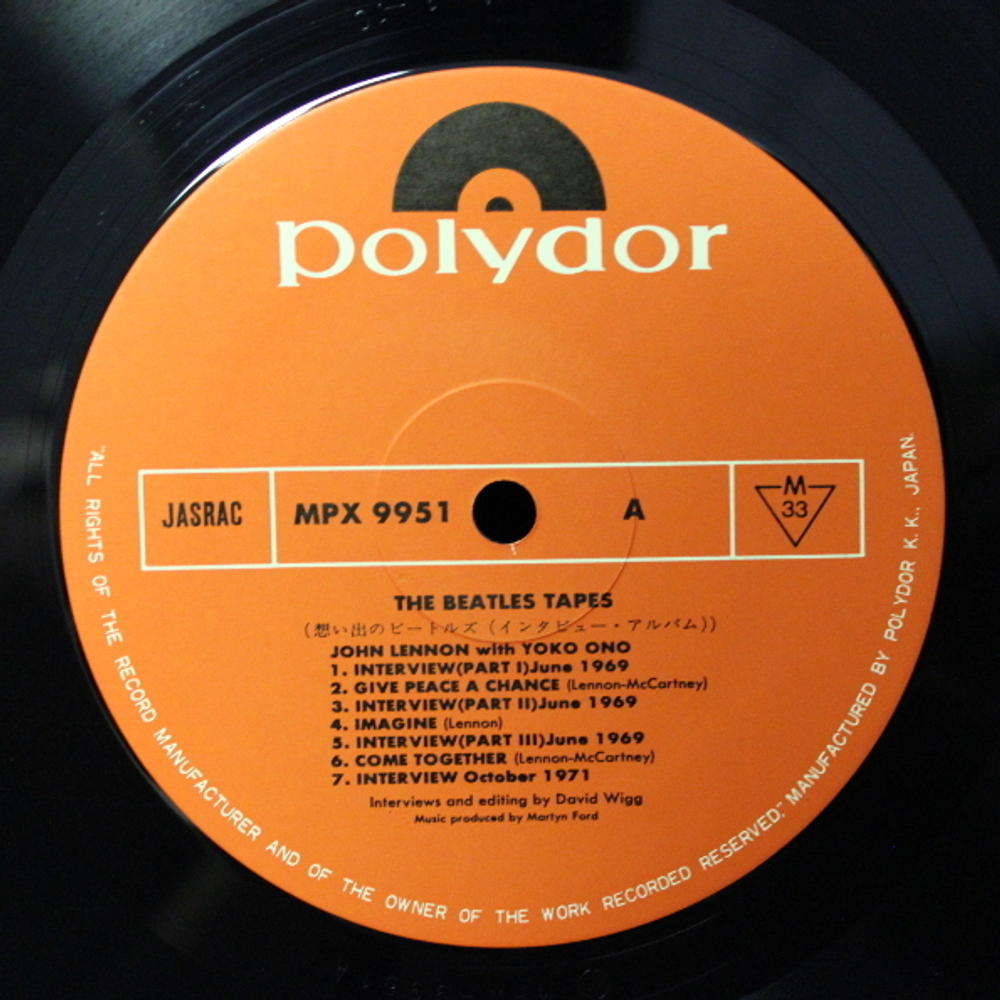 polydor
JASRAC
MPX 9951
A
M
33
THE BEATLES TAPES
(想い出のビートルズ (インタビュー・アルバム))
JOHN LENNON with YOKO ONO
1. INTERVIEW(PART I)June 1969
2. GIVE PEACE A CHANCE (Lennon-McCartney)
3. INTERVIEW(PART II)June 1969
4. IMAGINE (Lennon)
5. INTERVIEW(PART III)June 1969
6. COME TOGETHER (Lennon-McCartney)
7. INTERVIEW October 1971
Interviews and editing by David Wigg
Music produced by Martyn Ford
"ALL RIGHTS OF THE RECORD MANUFACTURER AND OF THE OWNER OF THE WORK RECORDED RESERVED," MANUFACTURED BY POLYDOR K. K., JAPAN.